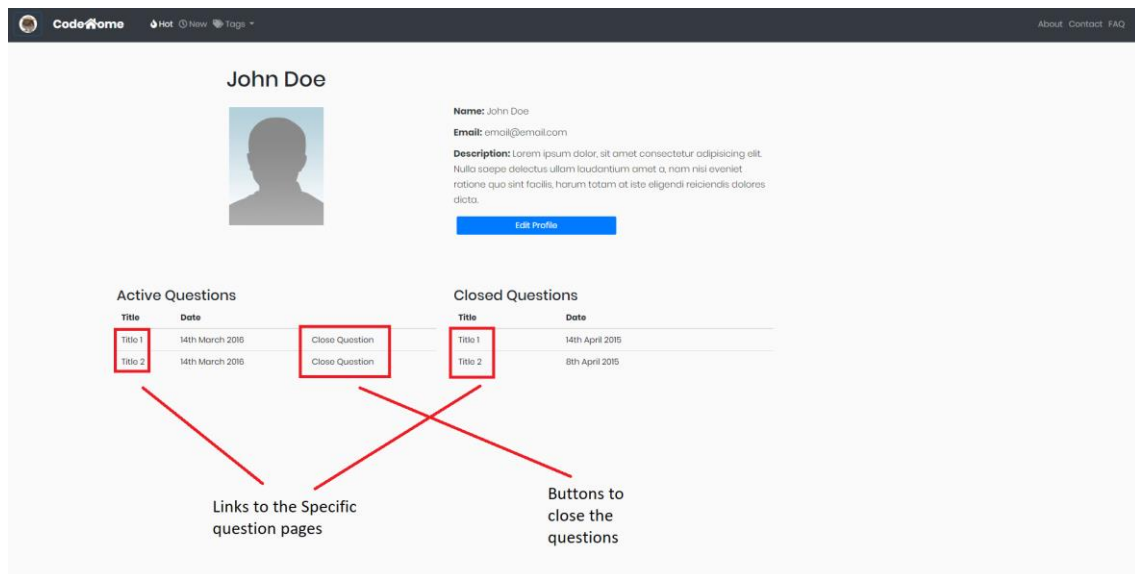 Code Home Hot New Tags About Contact FAQ
John Doe
Name: John Doe
Email: email@email.com
Description: Lorem ipsum dolor, sit amet consectetur adipisicing elit.
Nulla saepe delectus ullam laudantium amet a, nam nisi eveniet
ratione quo sint facilis, harum totam at iste eligendi reiciendis dolores
dicta.
Edit Profile
Active Questions
Title Date
Title 1 14th March 2016 Close Question
Title 2 14th March 2016 Close Question
Closed Questions
Title Date
Title 1 14th April 2015
Title 2 8th April 2015
Links to the Specific
question pages
Buttons to
close the
questions